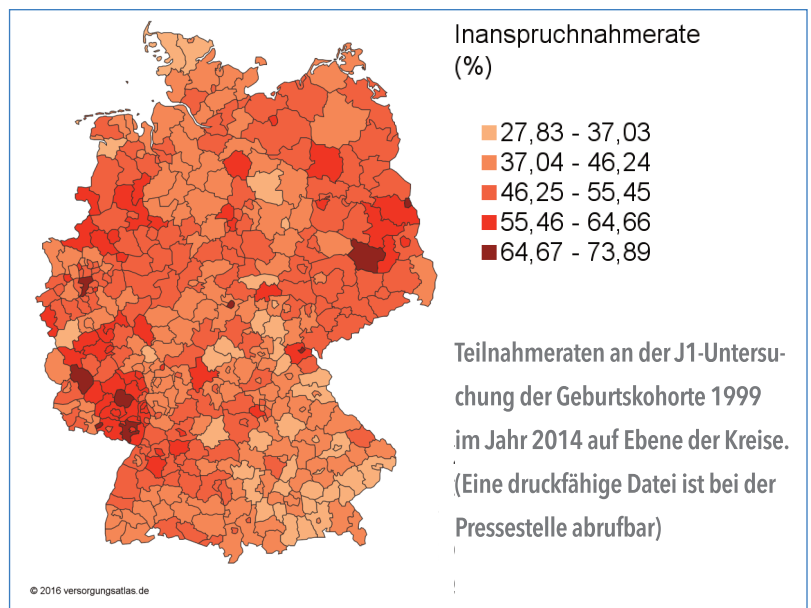 Inanspruchnahmerate
(%)
27,83 - 37,03
37,04 - 46,24
46,25 - 55,45
55,46 - 64,66
64,67 - 73,89
Teilnahmeraten an der J1-Untersu-
chung der Geburtskohorte 1999
im Jahr 2014 auf Ebene der Kreise.
(Eine druckfähige Datei ist bei der
Pressestelle abrufbar)
© 2016 versorgungsatlas.de